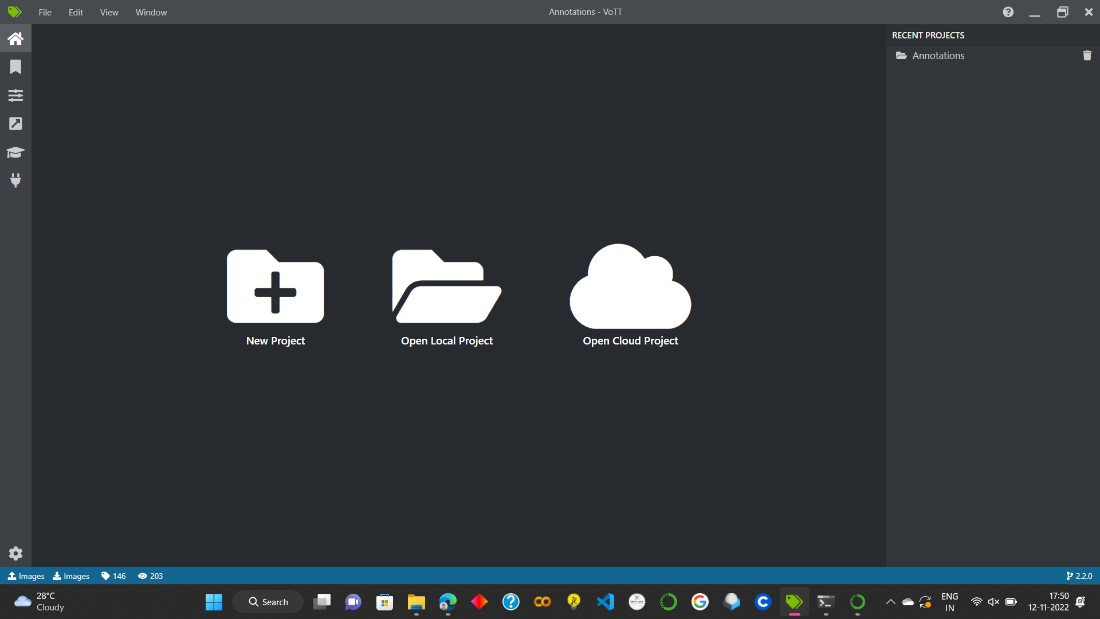 File Edit View Window Annotations - VoTT
RECENT PROJECTS
Annotations
New Project Open Local Project Open Cloud Project
Images Images 146 203 2.2.0
28°C
Cloudy
Search
ENG
IN
17:50
12-11-2022